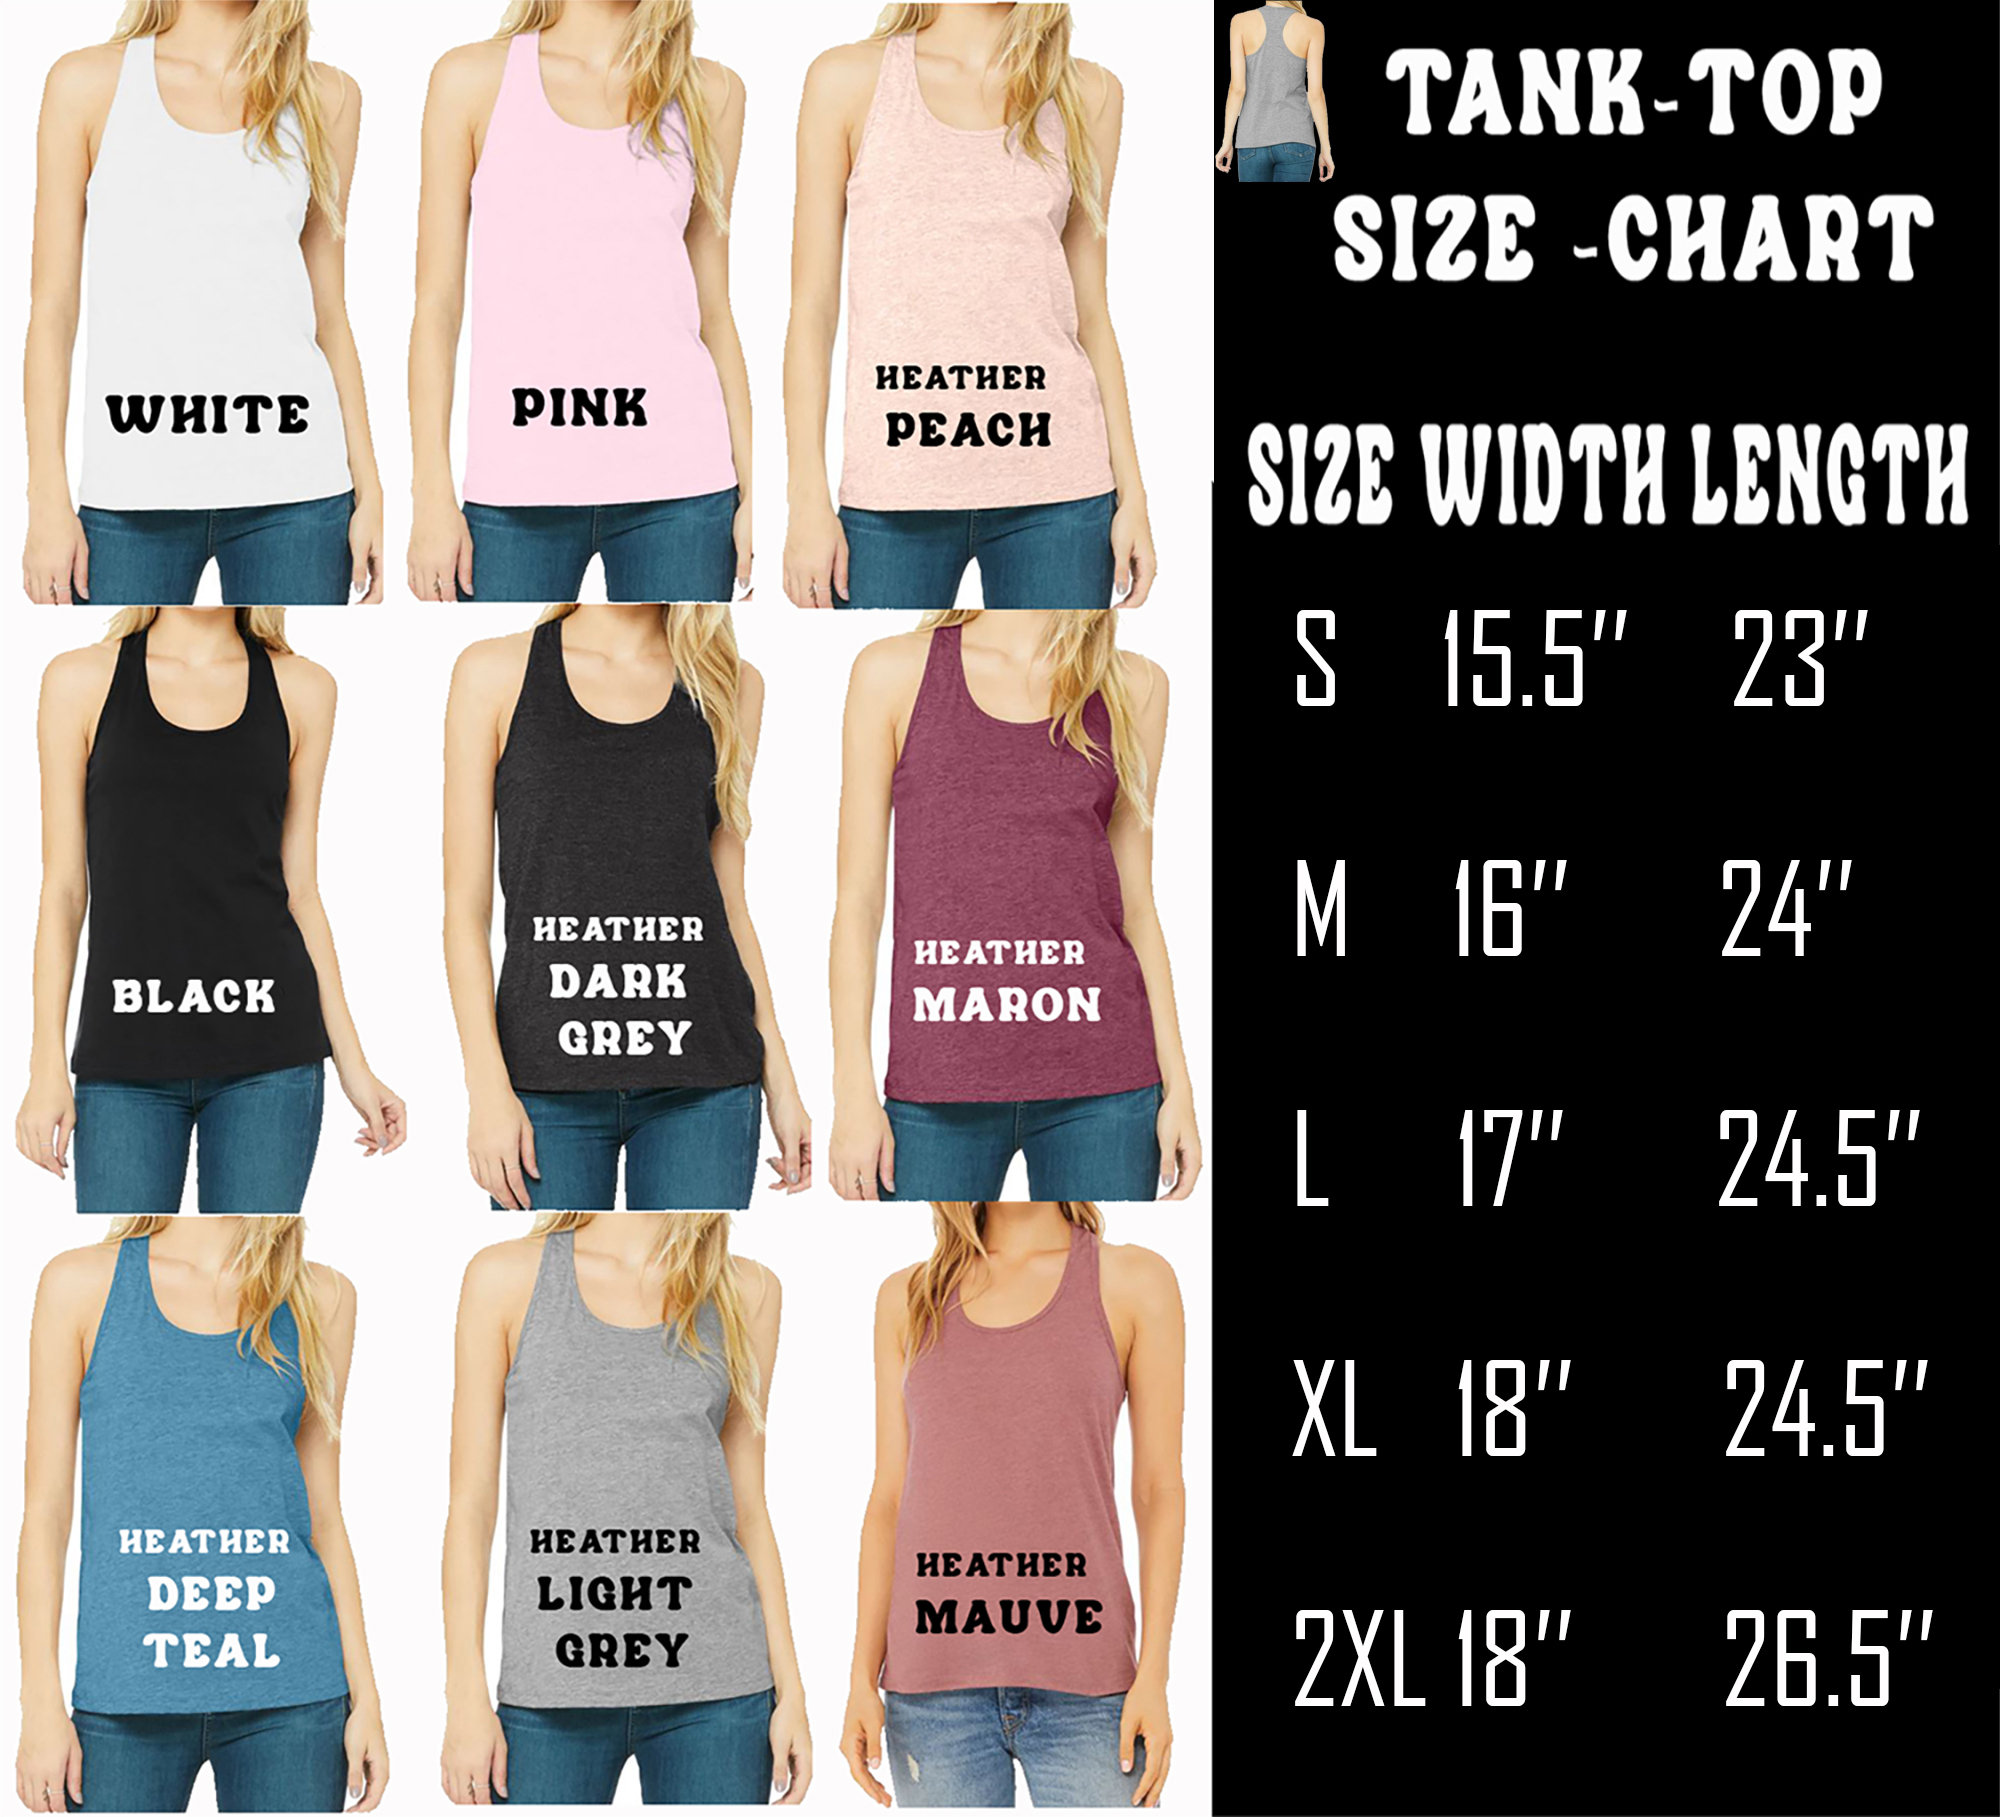 WHITE
PINK
HEATHER
PEACH
BLACK
HEATHER
DARK
GREY
HEATHER
MARON
HEATHER
DEEP
TEAL
HEATHER
LIGHT
GREY
HEATHER
MAUVE
TANK-TOP
SIZE -CHART
SIZE WIDTH LENGTH
S 15.5" 23"
M 16" 24"
L 17" 24.5"
XL 18" 24.5"
2XL 18" 26.5"